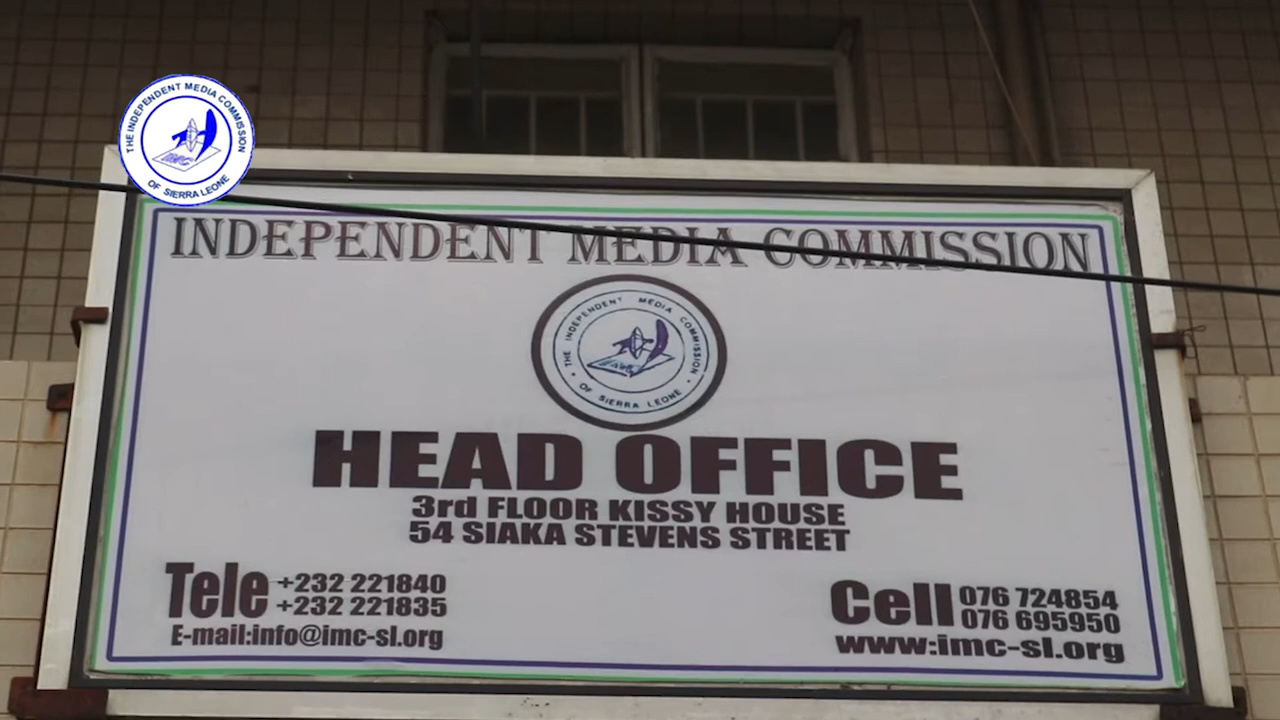 THE INDEPENDENT MEDIA COMMISSION
OF SIERRA LEONE
IMC
INDEPENDENT MEDIA COMMISSION
THE INDEPENDENT MEDIA COMMISSION
OF SIERRA LEONE
HEAD OFFICE
3rd FLOOR KISSY HOUSE
54 SIAKA STEVENS STREET
Tele +232 221840
+232 221835
E-mail:info@imc-sl.org
Cell 076 724854
076 695950
www:imc-sl.org